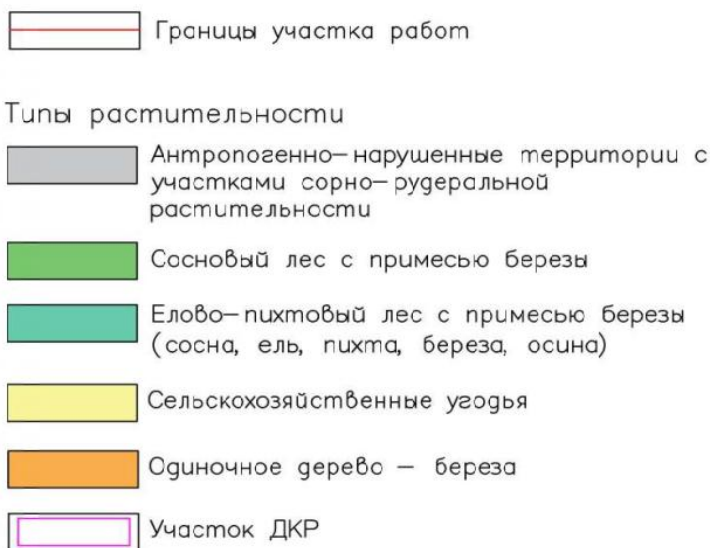 Границы участка работ
Типы растительности
Антропогенно-нарушенные территории с
участками сорно-рудеральной
растительности
Сосновый лес с примесью березы
Елово-пихтовый лес с примесью березы
(сосна, ель, пихта, береза, осина)
Сельскохозяйственные угодья
Одиночное дерево - береза
Участок ДКР